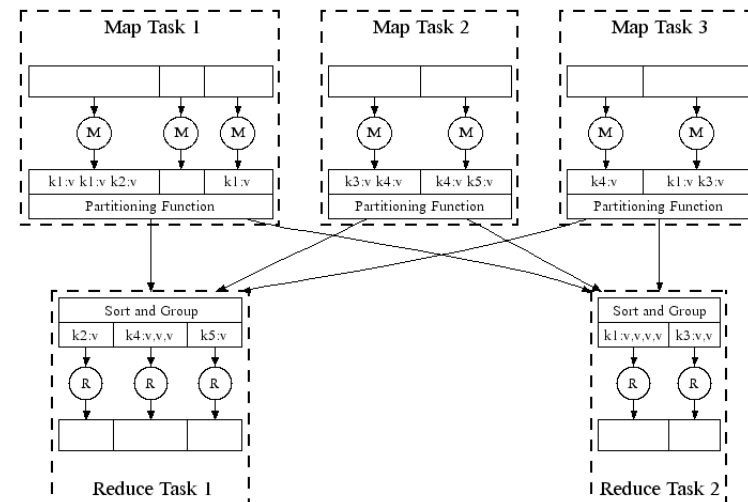 Map Task 1
Map Task 2
Map Task 3
M
M
M
M
M
M
M
k1:v k1:v k2:v
k1:v
k3:v k4:v
k4:v k5:v
k4:v
k1:v k3:v
Partitioning Function
Partitioning Function
Partitioning Function
Sort and Group
Sort and Group
k2:v
k4:v,v,v
k5:v
k1:v,v,v,v
k3:v,v
R
R
R
R
R
Reduce Task 1
Reduce Task 2